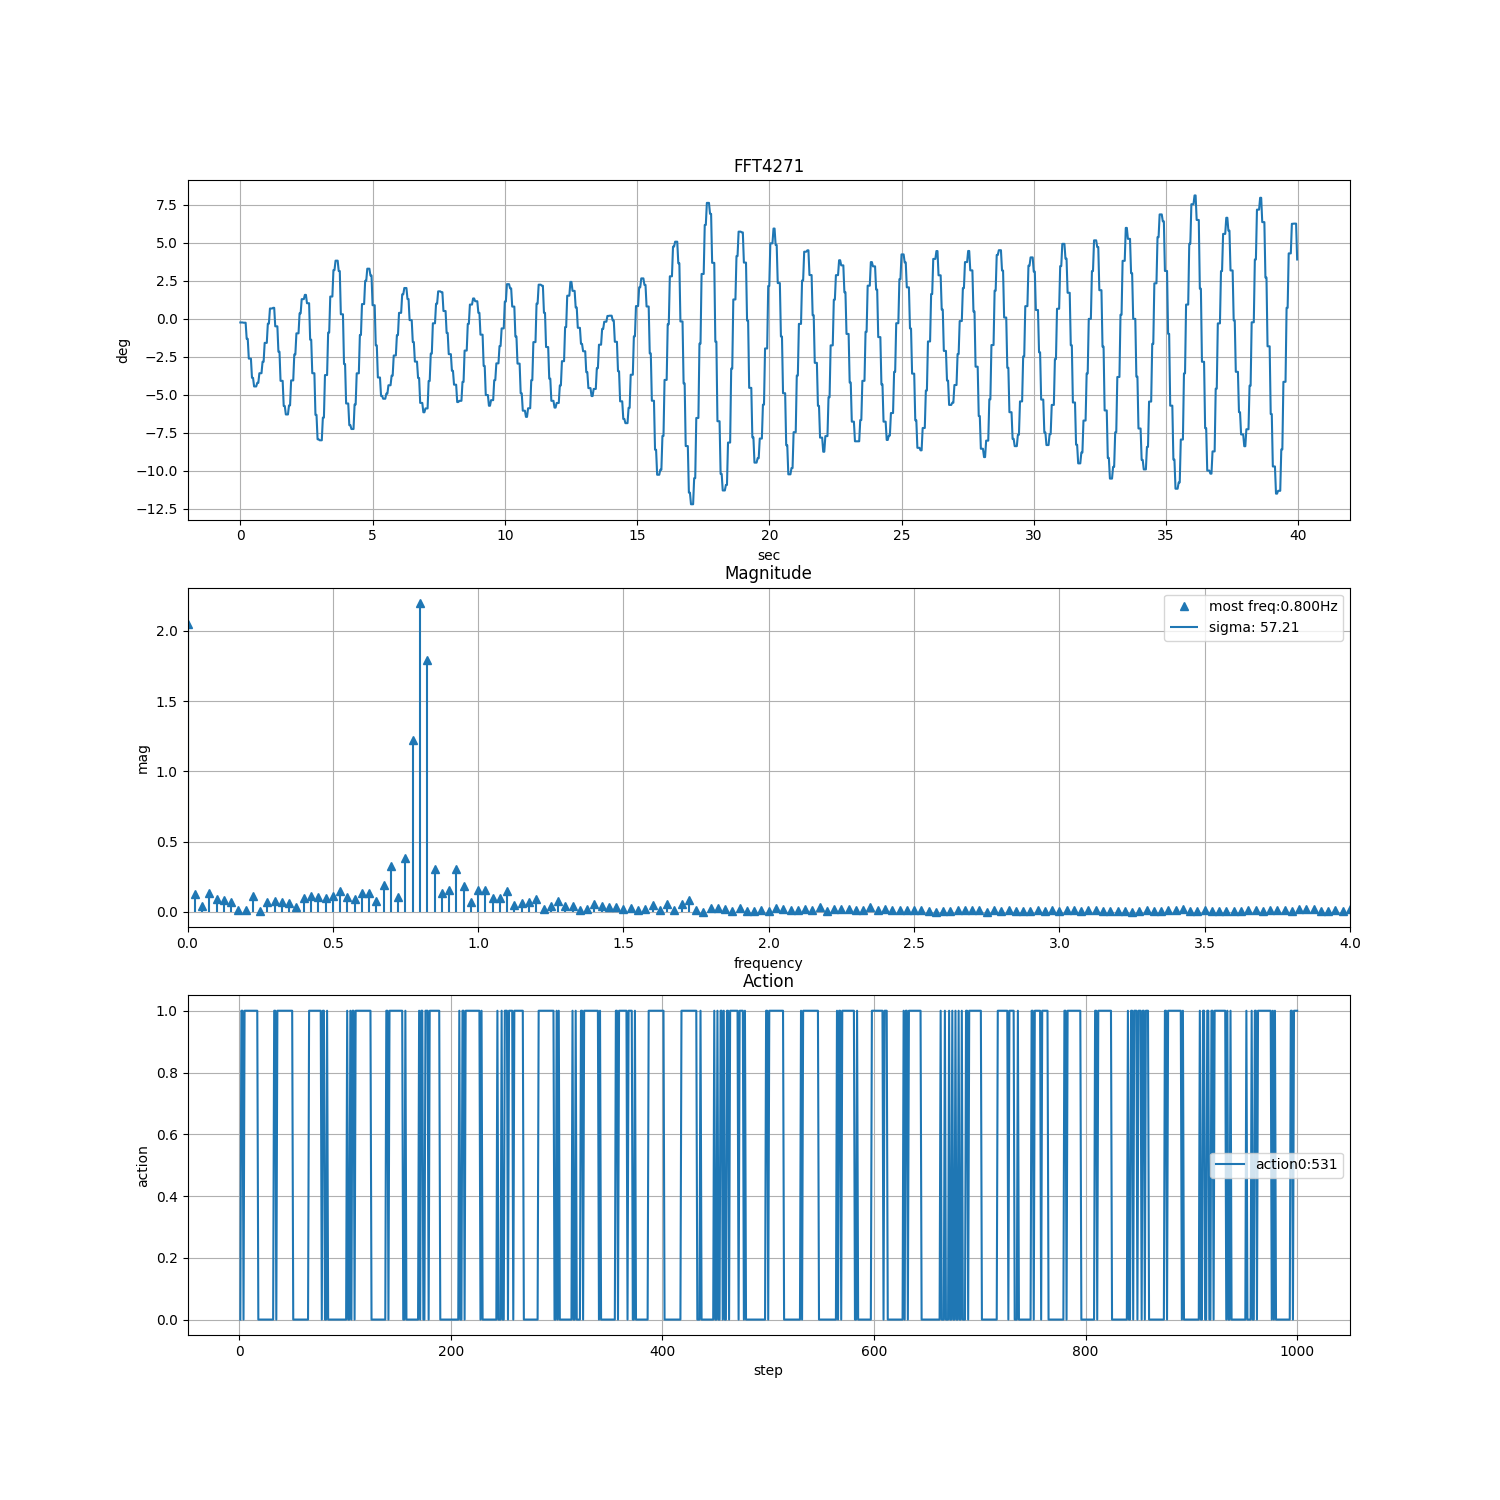 FFT4271
7.5
5.0
2.5
0.0
−2.5
−5.0
−7.5
−10.0
−12.5
deg
0 5 10 15 20 25 30 35 40
sec
Magnitude
most freq:0.800Hz
sigma: 57.21
2.0
1.5
1.0
0.5
0.0
mag
0.0 0.5 1.0 1.5 2.0 2.5 3.0 3.5 4.0
frequency
Action
1.0
0.8
0.6
0.4
0.2
0.0
action
action0:531
0 200 400 600 800 1000
step